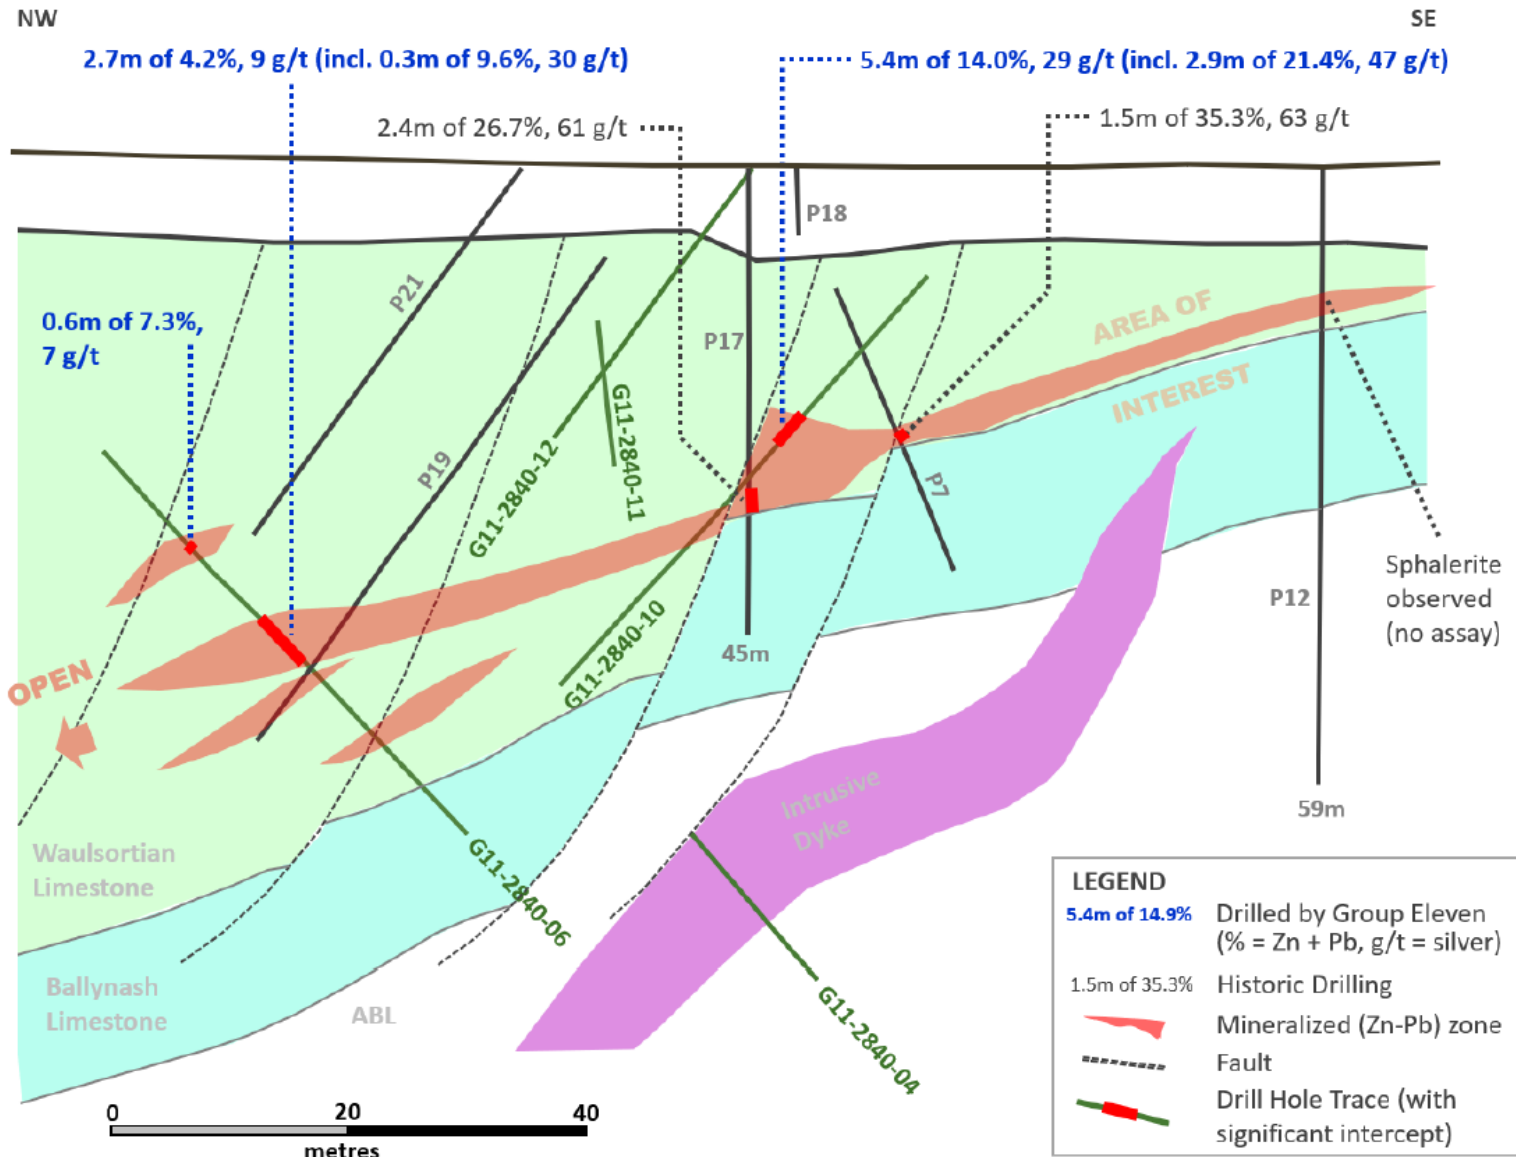 NW
SE
2.7m of 4.2%, 9 g/t (incl. 0.3m of 9.6%, 30 g/t)
5.4m of 14.0%, 29 g/t (incl. 2.9m of 21.4%, 47 g/t)
2.4m of 26.7%, 61 g/t
1.5m of 35.3%, 63 g/t
P18
P21
0.6m of 7.3%,
7 g/t
P17
AREA OF
INTEREST
G11-2840-11
G11-2840-12
P19
P7
Sphalerite
observed
(no assay)
P12
G11-2840-10
45m
OPEN
59m
Intrusive
Dyke
Waulsortian
Limestone
G11-2840-06
Ballynash
Limestone
ABL
G11-2840-04
LEGEND
5.4m of 14.9%
Drilled by Group Eleven
(% = Zn + Pb, g/t = silver)
1.5m of 35.3%
Historic Drilling
Mineralized (Zn-Pb) zone
Fault
Drill Hole Trace (with
significant intercept)
0 20 40
metres